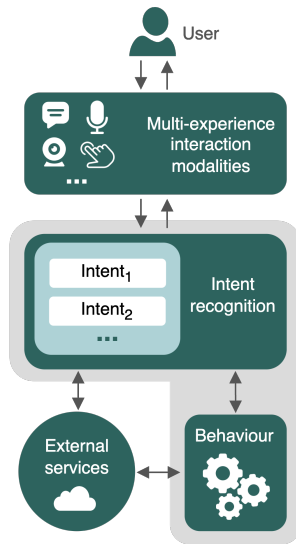 User
Multi-experience
interaction
modalities
...
Intent₁
Intent₂
...
Intent
recognition
External
services
Behaviour